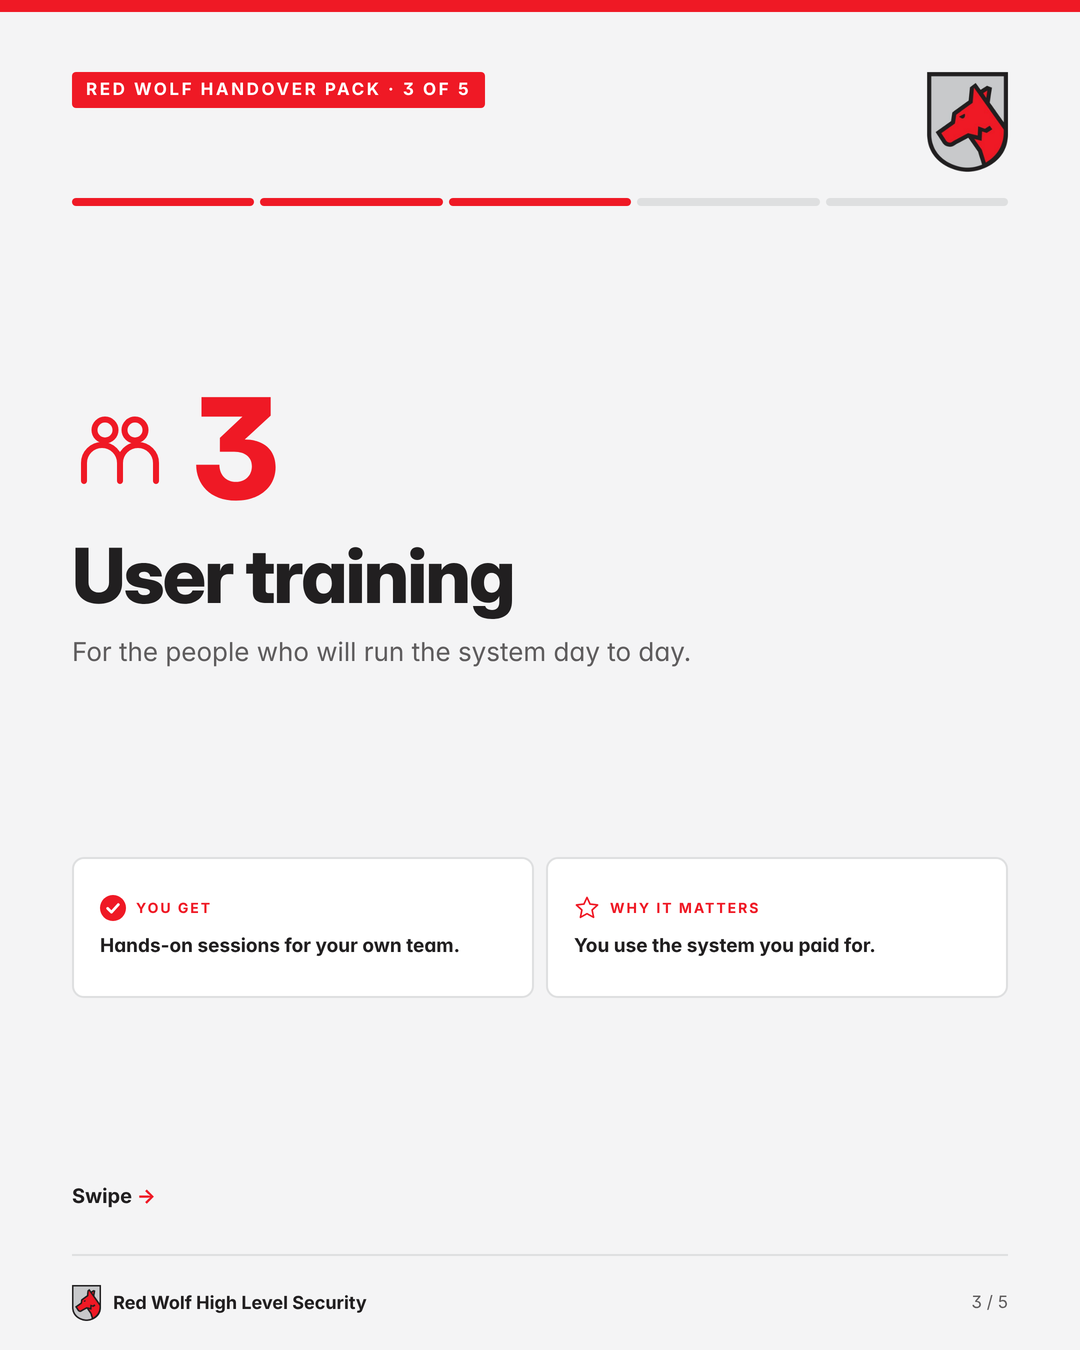 RED WOLF HANDOVER PACK · 3 OF 5
3
User training
For the people who will run the system day to day.
YOU GET
Hands-on sessions for your own team.
WHY IT MATTERS
You use the system you paid for.
Swipe →
Red Wolf High Level Security
3 / 5